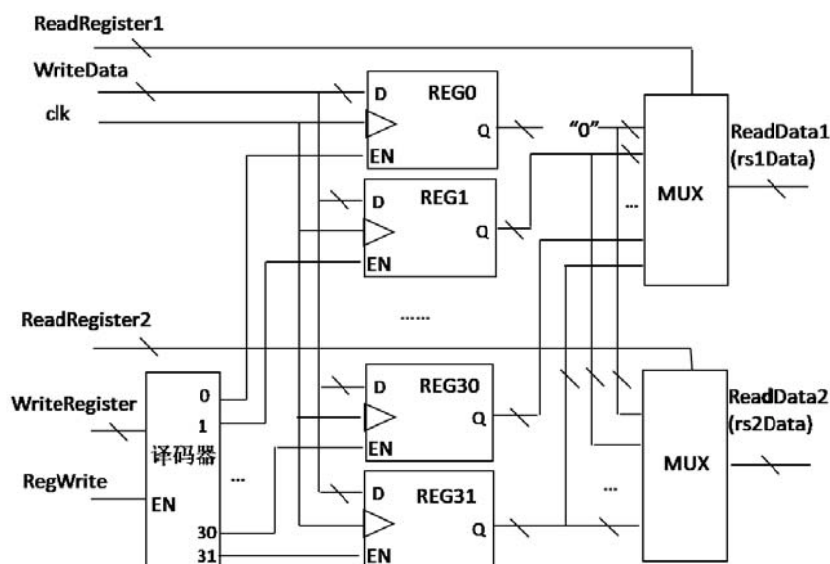 ReadRegister1
WriteData
clk
D
REG0
Q
EN
"0"
D
REG1
Q
EN
...
MUX
ReadData1
(rs1Data)
......
ReadRegister2
WriteRegister
RegWrite
0
1
译码器
...
EN
30
31
D
REG30
Q
EN
D
REG31
Q
EN
MUX
...
ReadData2
(rs2Data)